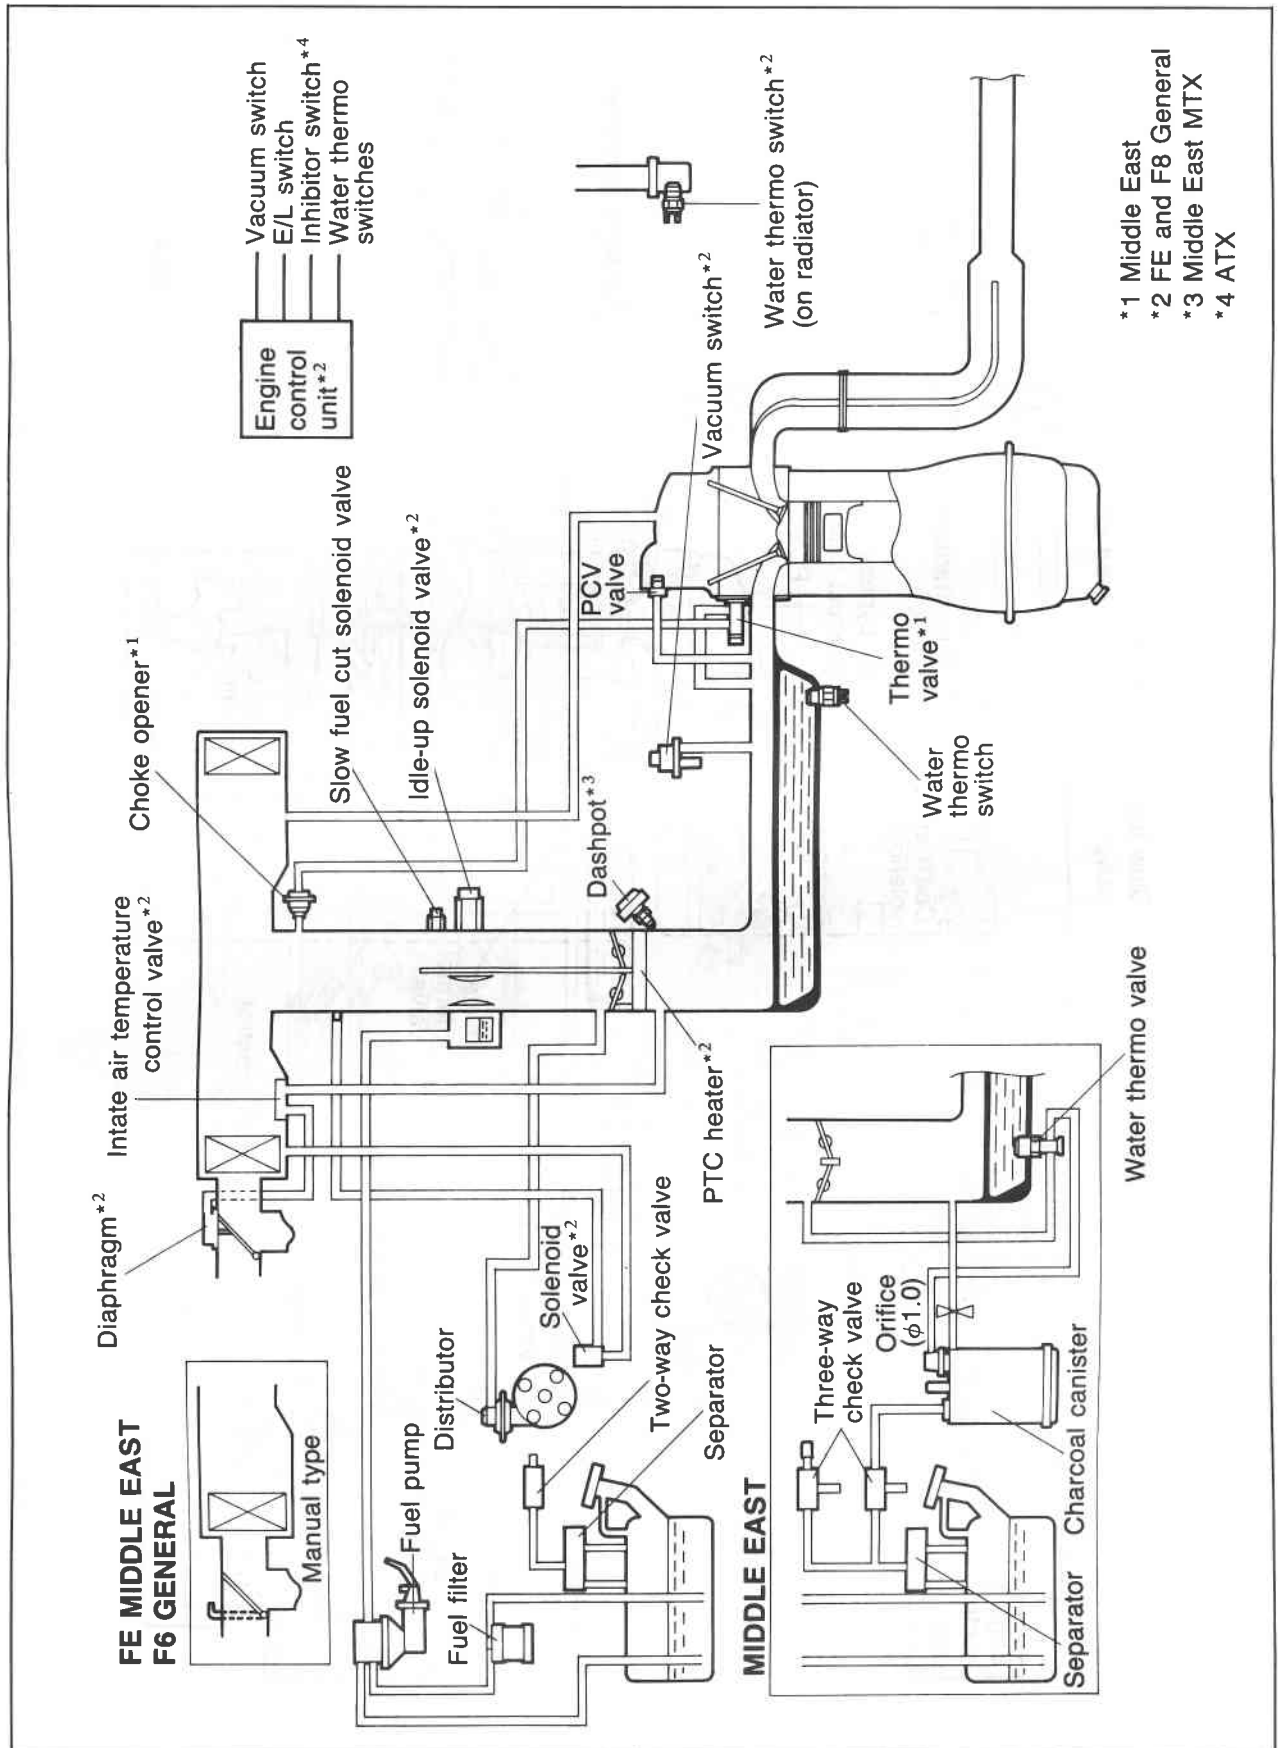 FE MIDDLE EAST
F6 GENERAL
Manual type
Diaphragm*2
Intate air temperature
control valve*2
Choke opener*1
Slow fuel cut solenoid valve
Idle-up solenoid valve*2
Engine
control
unit*2
Vacuum switch
E/L switch
Inhibitor switch*4
Water thermo
switches
Fuel pump
Fuel filter
Distributor
Solenoid
valve*2
Two-way check valve
Separator
PTC heater*2
Dashpot*3
PCV
valve
Vacuum switch*2
Water thermo switch*2
(on radiator)
Thermo
valve*1
Water
thermo
switch
MIDDLE EAST
Three-way
check valve
Orifice
(φ1.0)
Separator
Charcoal canister
Water thermo valve
*1 Middle East
*2 FE and F8 General
*3 Middle East MTX
*4 ATX